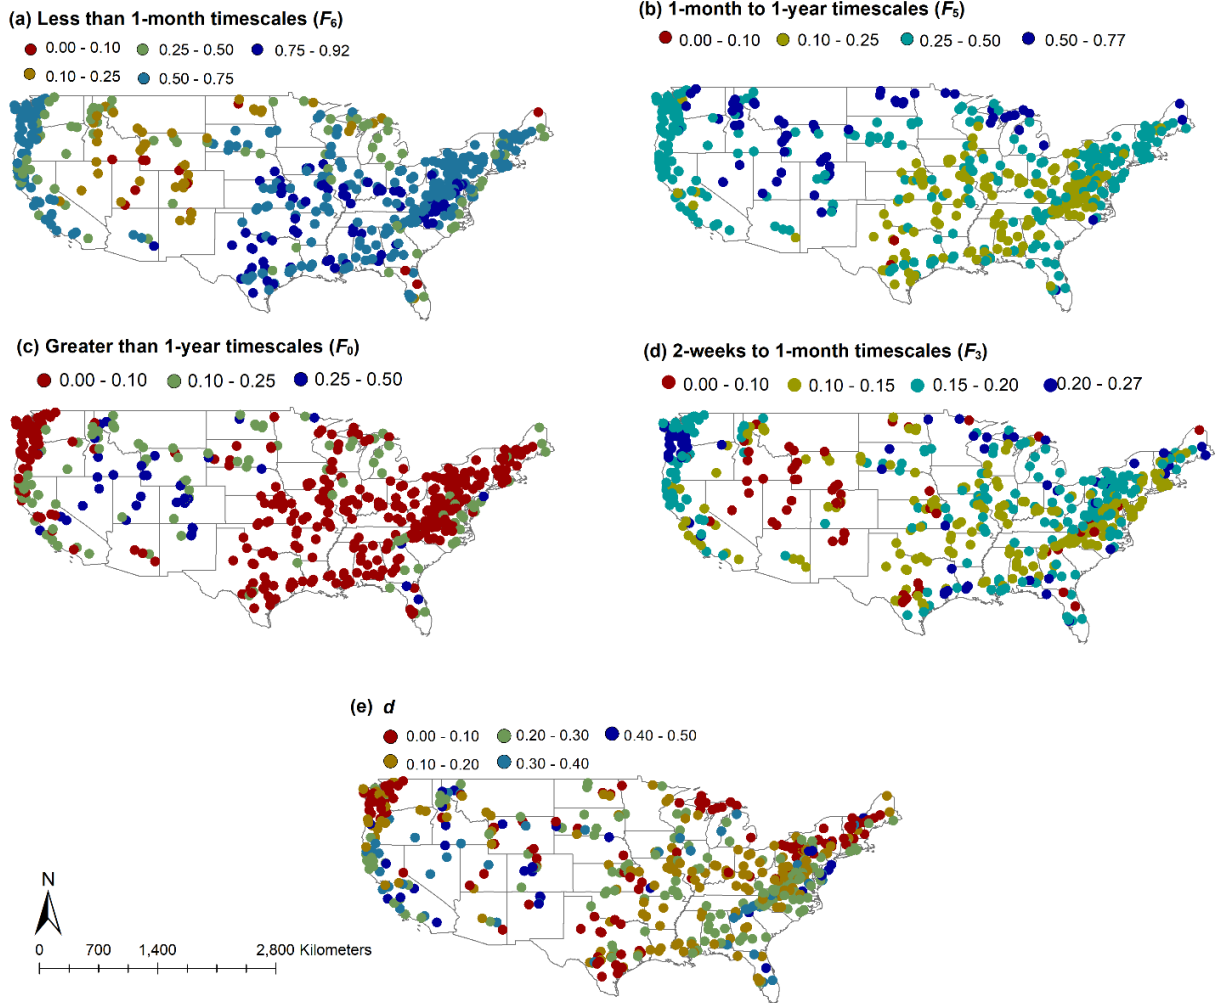 (a) Less than 1-month timescales (F6)
0.00 - 0.10 0.25 - 0.50 0.75 - 0.92
0.10 - 0.25 0.50 - 0.75
(b) 1-month to 1-year timescales (F5)
0.00 - 0.10 0.10 - 0.25 0.25 - 0.50 0.50 - 0.77
(c) Greater than 1-year timescales (F0)
0.00 - 0.10 0.10 - 0.25 0.25 - 0.50
(d) 2-weeks to 1-month timescales (F3)
0.00 - 0.10 0.10 - 0.15 0.15 - 0.20 0.20 - 0.27
(e) d
0.00 - 0.10 0.20 - 0.30 0.40 - 0.50
0.10 - 0.20 0.30 - 0.40
N
0 700 1,400 2,800 Kilometers